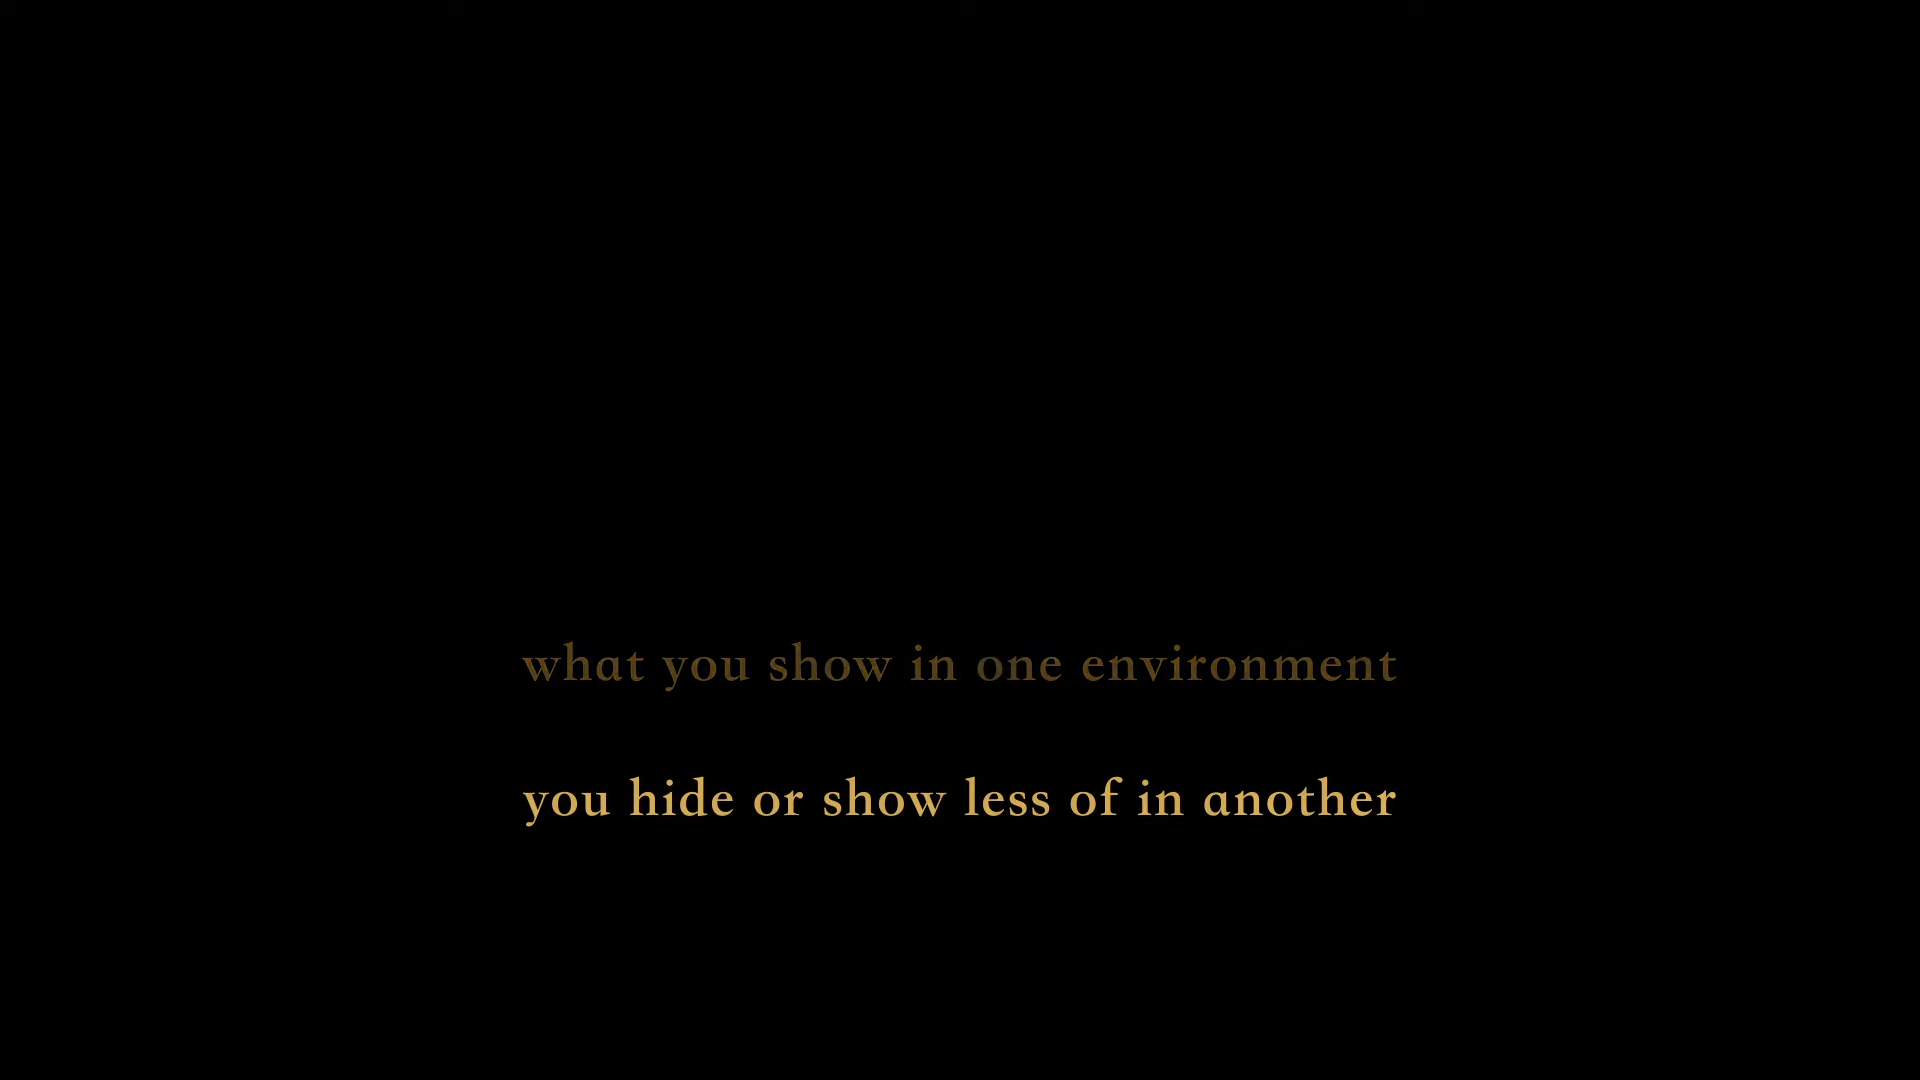 what you show in one environment
you hide or show less of in another